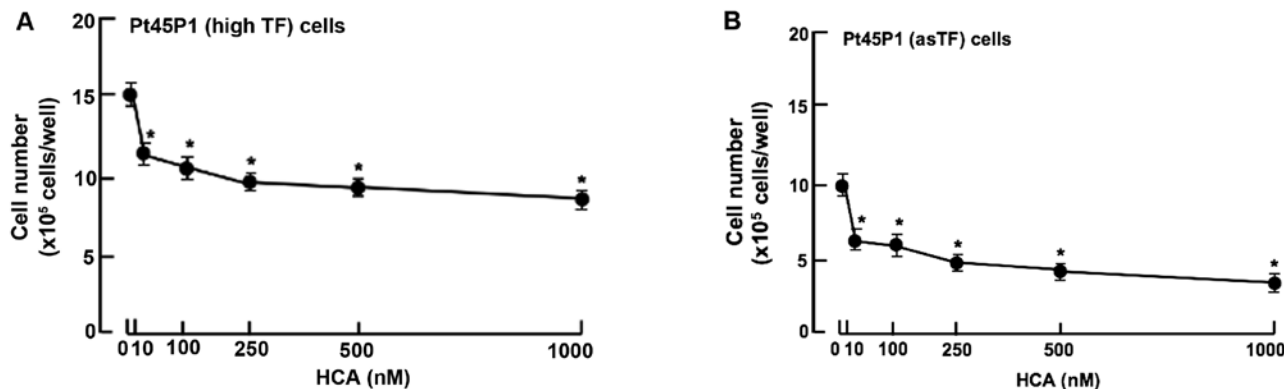 A
Pt45P1 (high TF) cells
20
15
10
5
0
Cell number
(x10⁵ cells/well)
*
*
*
*
*
0 10 100 250 500 1000
HCA (nM)
B
Pt45P1 (asTF) cells
20
15
10
5
0
Cell number
(x10⁵ cells/well)
*
*
*
*
*
0 10 100 250 500 1000
HCA (nM)